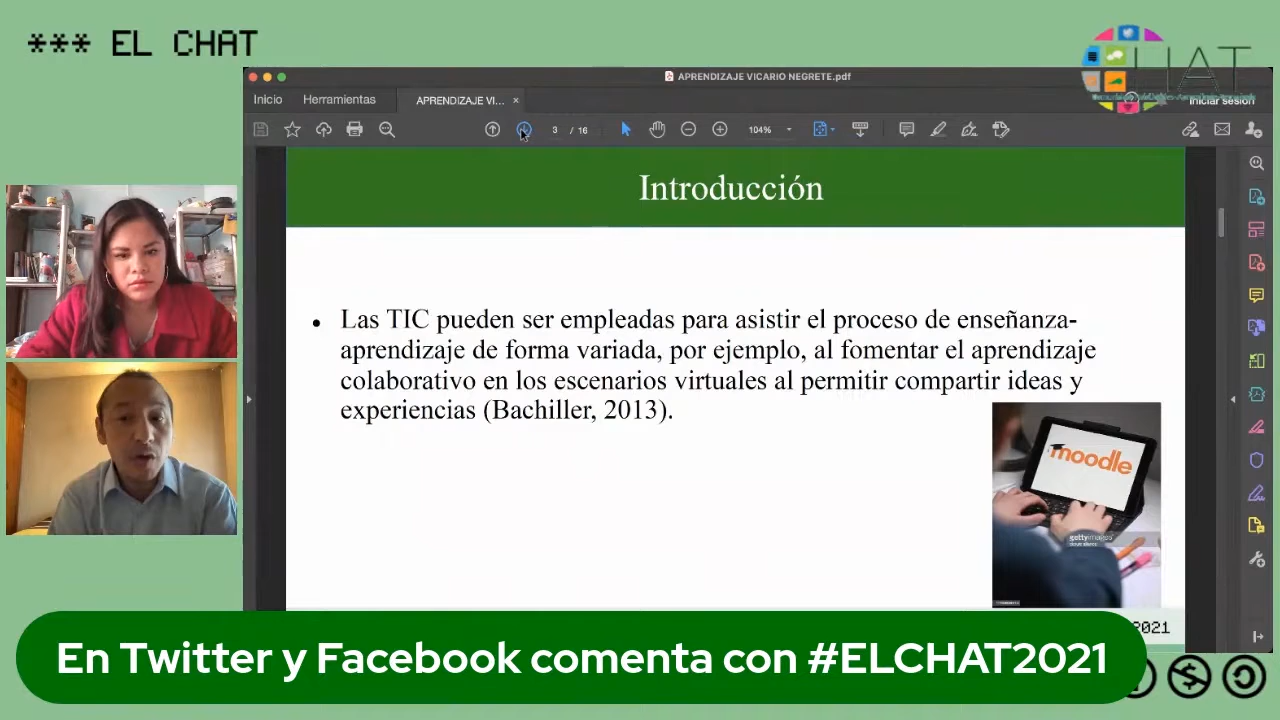 *** EL CHAT
APRENDIZAJE VICARIO NEGRETE.pdf
Inicio
Herramientas
APRENDIZAJE VI... ×
Iniciar sesión
3 / 16
104%
Introducción
• Las TIC pueden ser empleadas para asistir el proceso de enseñanza-
aprendizaje de forma variada, por ejemplo, al fomentar el aprendizaje
colaborativo en los escenarios virtuales al permitir compartir ideas y
experiencias (Bachiller, 2013).
moodle
gettyimages
2021
En Twitter y Facebook comenta con #ELCHAT2021